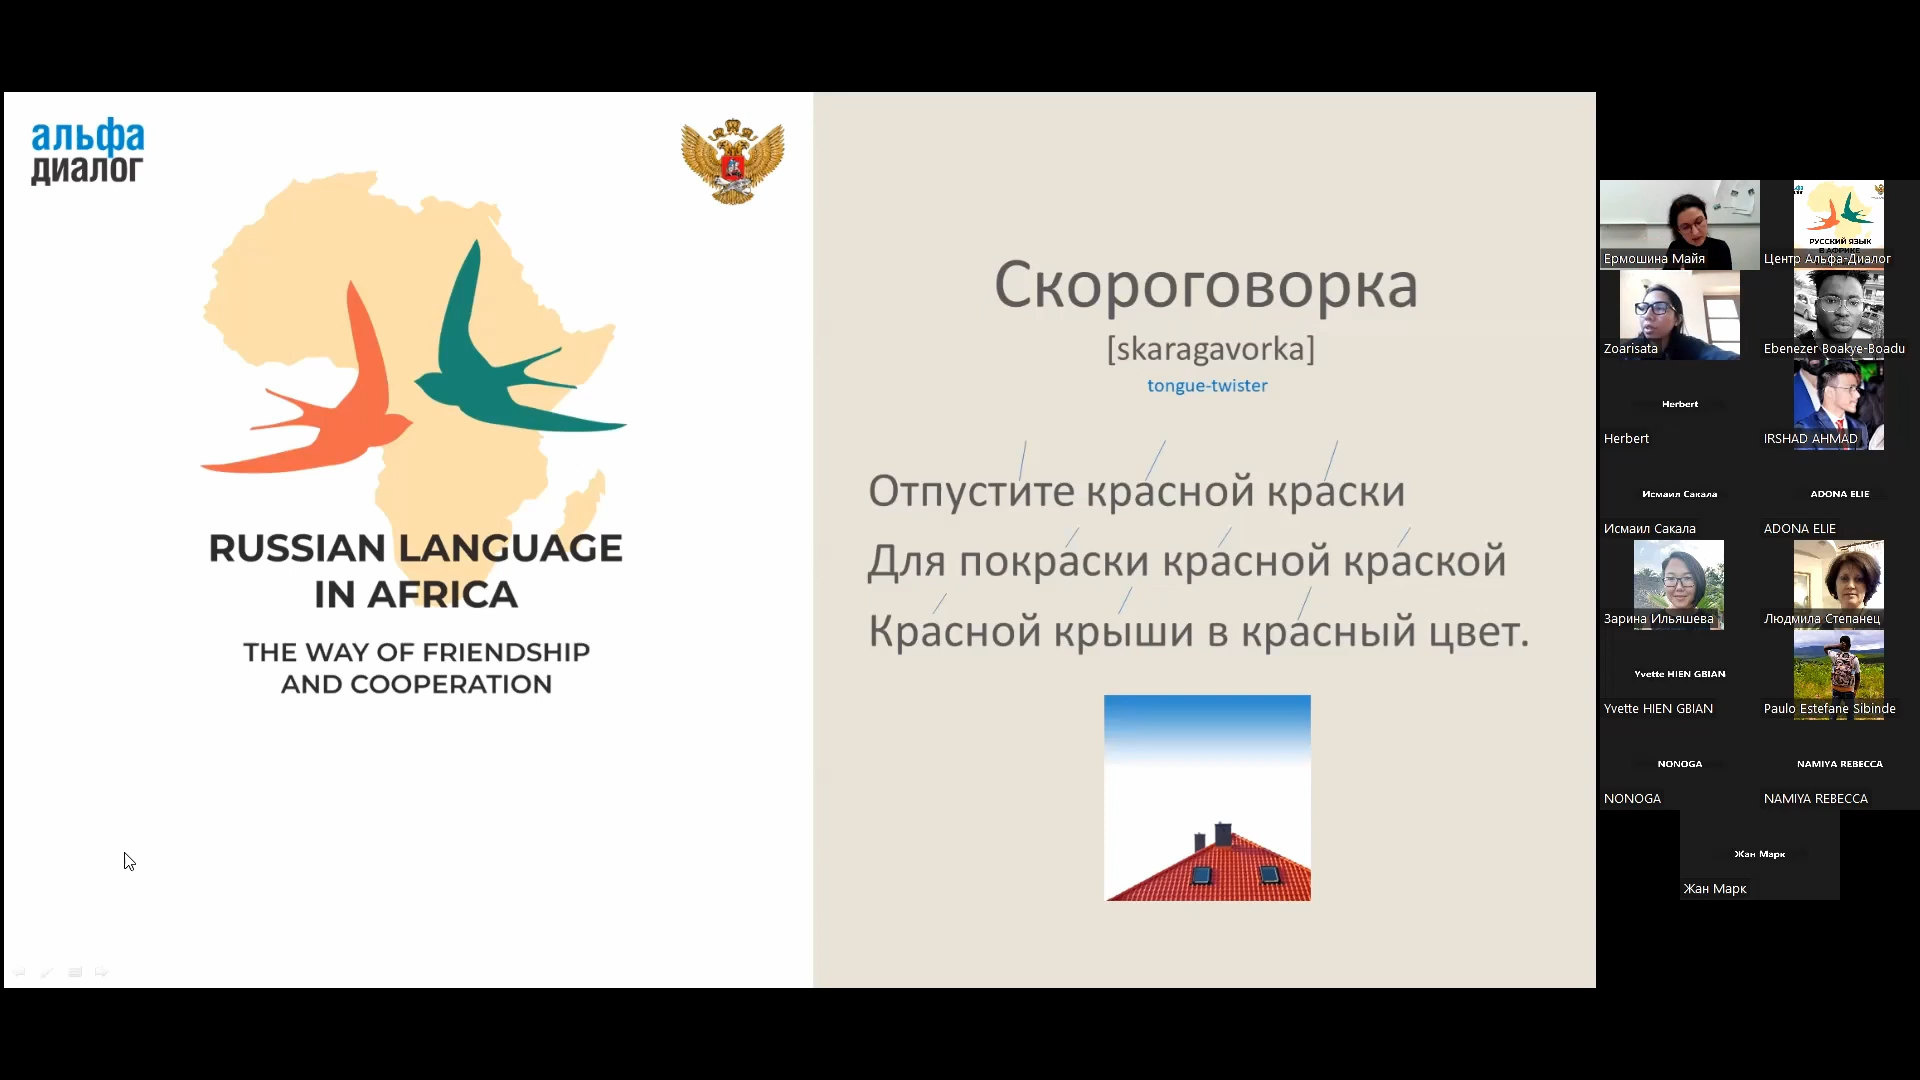 альфа
диалог
RUSSIAN LANGUAGE
IN AFRICA
THE WAY OF FRIENDSHIP
AND COOPERATION
Скороговорка
[skaragavorka]
tongue-twister
Отпустите красной краски
Для покраски красной краской
Красной крыши в красный цвет.
Ермошина Майя
РУССКИЙ ЯЗЫК
В АФРИКЕ
Центр Альфа-Диалог
Zoarisata
Ebenezer Boakye-Boadu
Herbert
Herbert
IRSHAD AHMAD
Исмаил Сакала
Исмаил Сакала
ADONA ELIE
ADONA ELIE
Зарина Ильяшева
Людмила Степанец
Yvette HIEN GBIAN
Yvette HIEN GBIAN
Paulo Estefane Sibinde
NONOGA
NONOGA
NAMIYA REBECCA
NAMIYA REBECCA
Жан Марк
Жан Марк